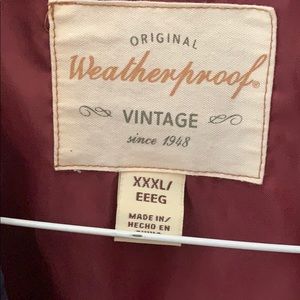 ORIGINAL
Weatherproof®
VINTAGE
since 1948
XXXL/
EEEG
MADE IN/
HECHO EN